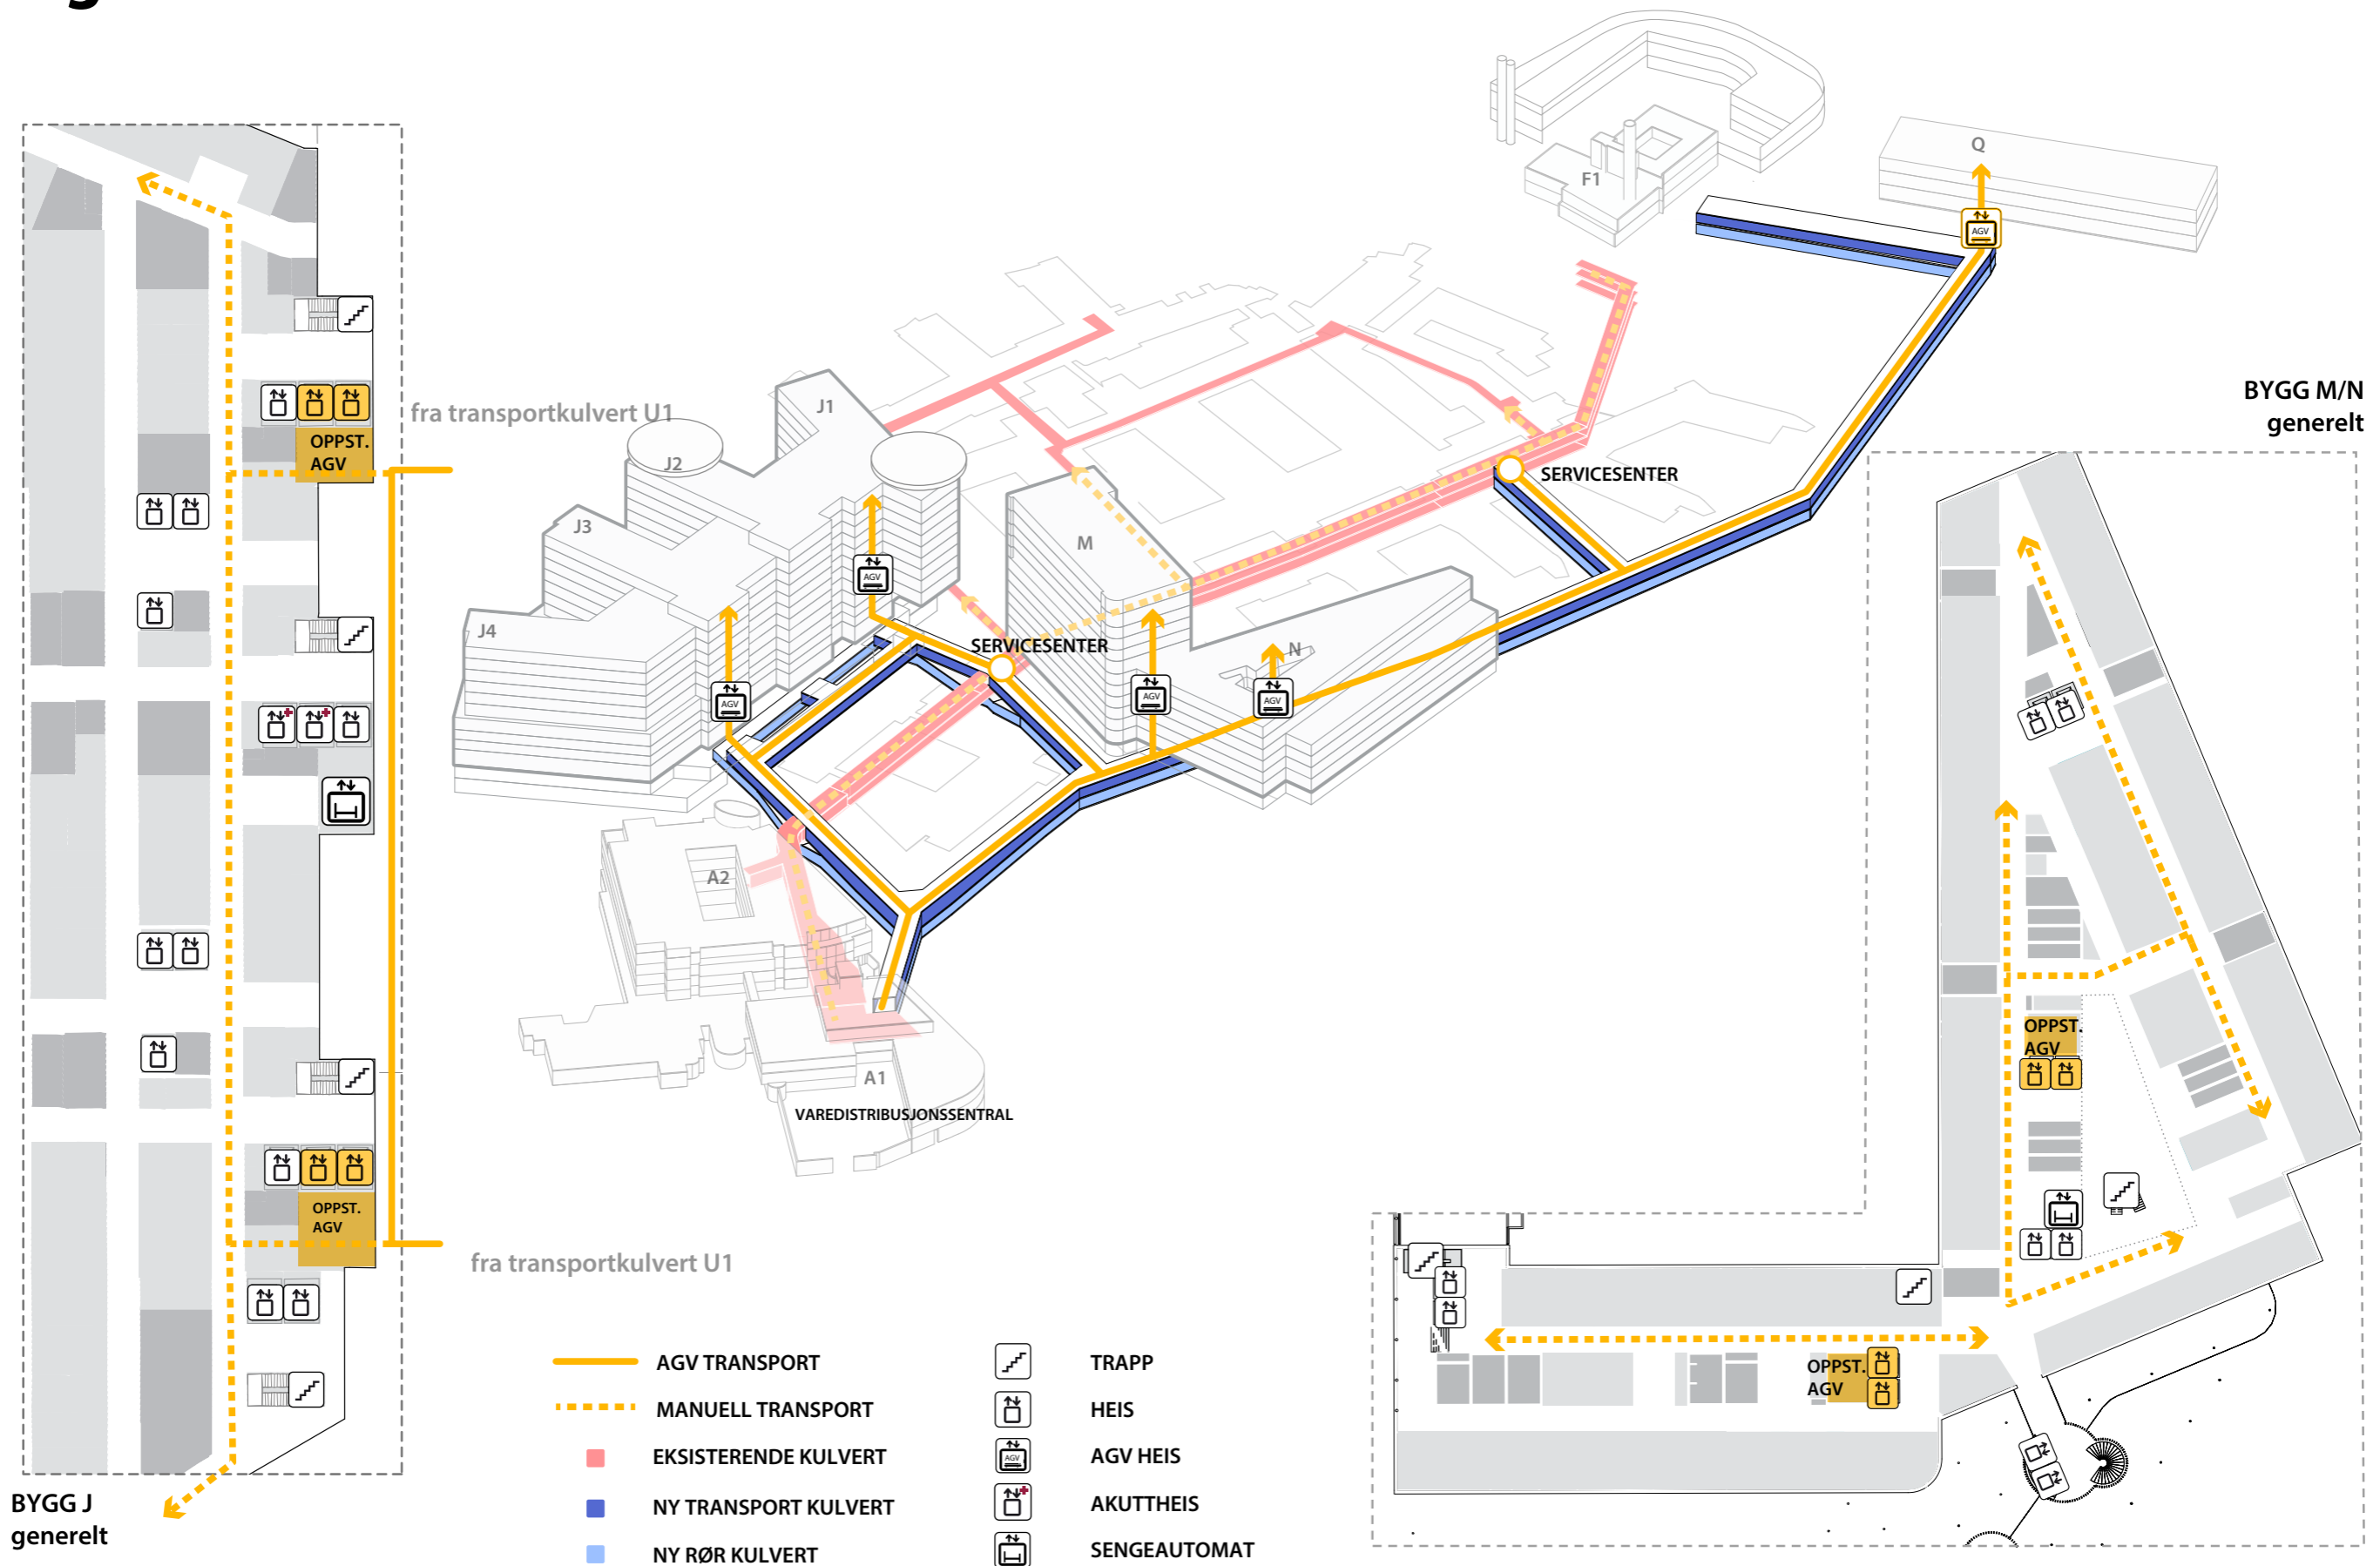 g
F1
Q
AGV
BYGG M/N
generelt
fra transportkulvert U1
J1
J2
J3
J4
M
N
SERVICESENTER
SERVICESENTER
AGV
AGV
AGV
AGV
OPPST.
AGV
OPPST.
AGV
fra transportkulvert U1
A2
A1
VAREDISTRIBUSJONSSENTRAL
OPPST.
AGV
OPPST.
AGV
BYGG J
generelt
AGV TRANSPORT
MANUELL TRANSPORT
EKSISTERENDE KULVERT
NY TRANSPORT KULVERT
NY RØR KULVERT
TRAPP
HEIS
AGV
AGV HEIS
AKUTTHEIS
SENGEAUTOMAT